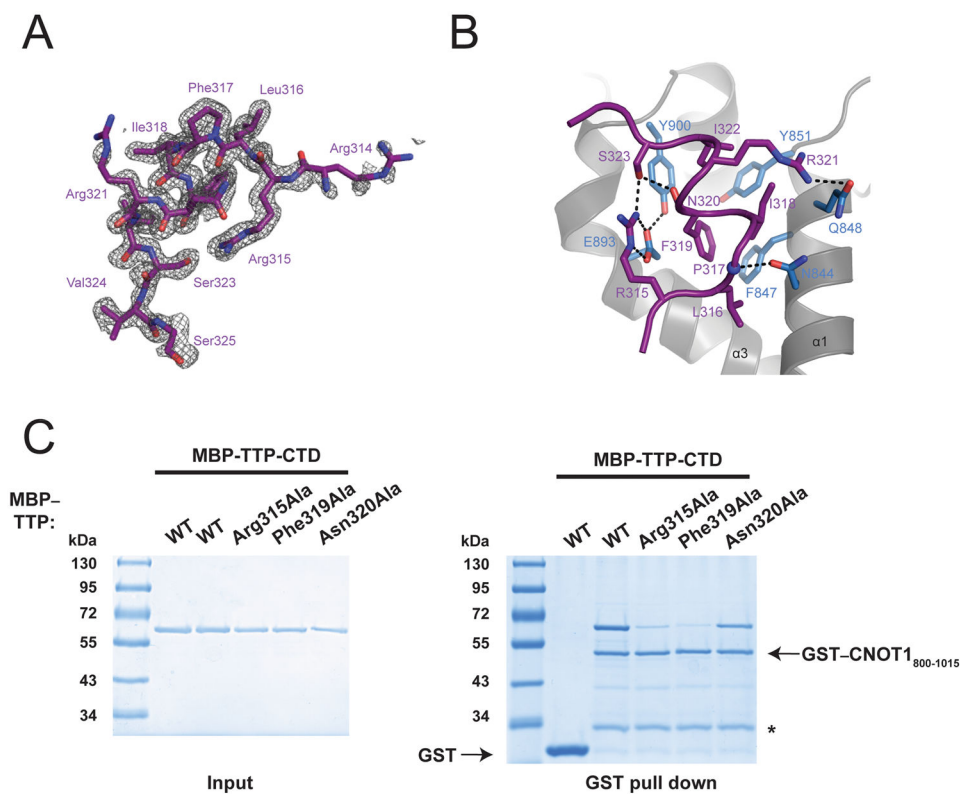 A
Phe317
Leu316
Ile318
Arg314
Arg321
Arg315
Val324
Ser323
Ser325
B
Y900
I322
Y851
S323
R321
N320
I318
Q848
E893
F319
P317
N844
R315
F847
L316
α3
α1
C
MBP-TTP-CTD
MBP–
TTP:
WT
WT
Arg315Ala
Phe319Ala
Asn320Ala
kDa
130
95
72
55
43
34
Input
MBP-TTP-CTD
WT
WT
Arg315Ala
Phe319Ala
Asn320Ala
kDa
130
95
72
55
43
34
GST–CNOT1800-1015
*
GST
GST pull down